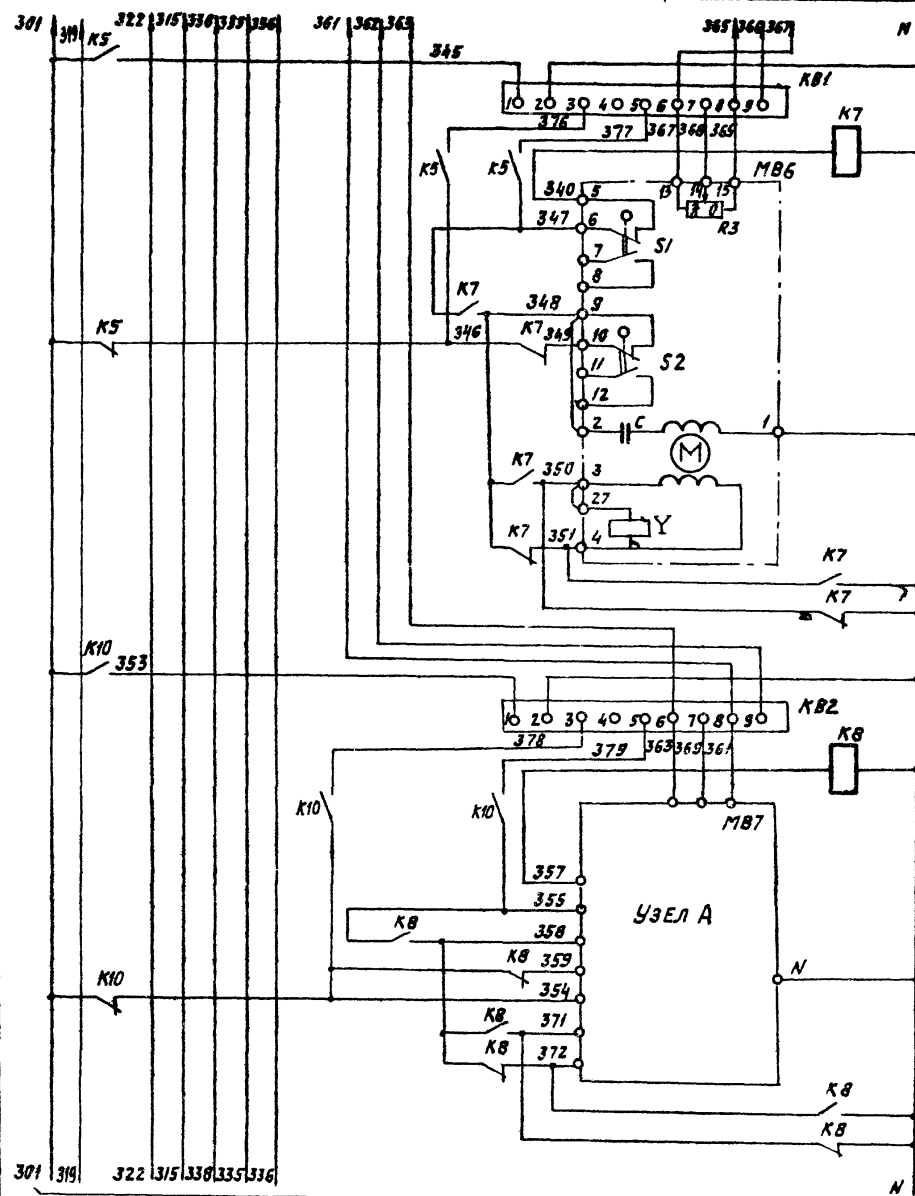 301 319 322 315 338 335 336 361 362 363 365 366 367 N
K5 345
1 2 3 4 5 6 7 8 9 KB1
376 377 367 368 365 K7
K5 K5 13 14 15 MB6
340 5 R3
347 6 S1
7
8
K7 348 9
K5 346 K7 349 10
11 S2
12
2 C 1
M
K7 350 3
27
Y
K7 351 4
K7
K7
K10 353
1 2 3 4 5 6 7 8 9 KB2
378 379 363 369 361 K8
K10 K10 MB7
357
355 УЗЕЛ А
K8 358
K8 359 N
K10 354
K8 371
K8 372
K8
K8
301 319 322 315 338 335 336 N